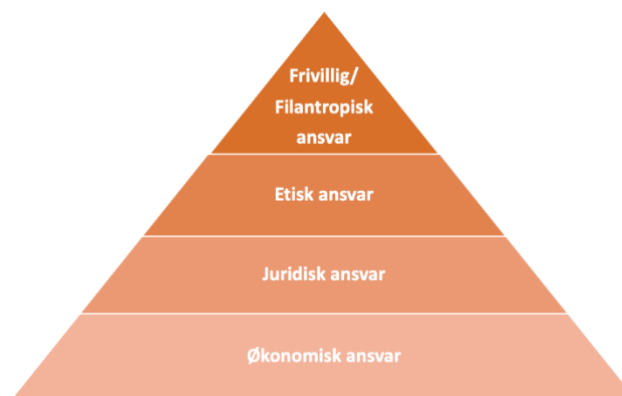 Frivillig/
Filantropisk
ansvar
Etisk ansvar
Juridisk ansvar
Økonomisk ansvar